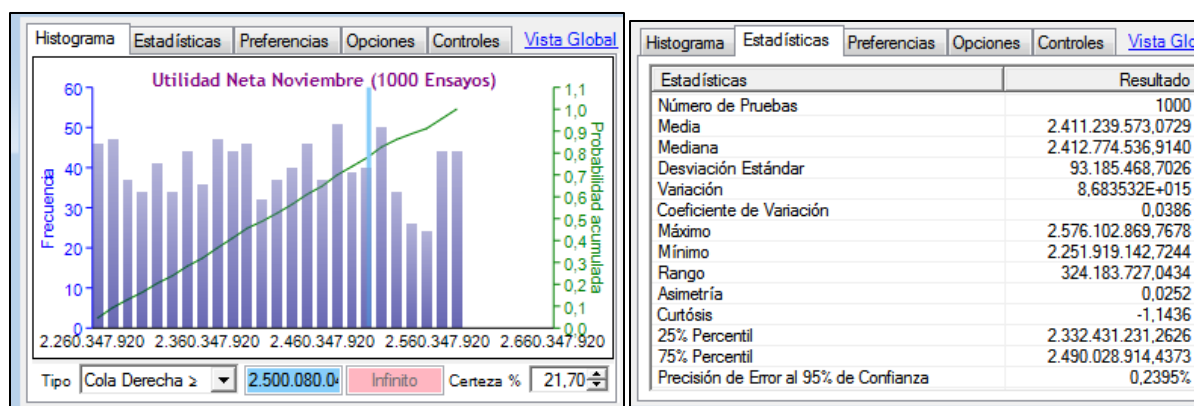 Histograma Estadísticas Preferencias Opciones Controles Vista Global
Utilidad Neta Noviembre (1000 Ensayos)
Frecuencia
60
50
40
30
20
10
0
1,1
1,0
0,9
0,8
0,7
0,6
0,5
0,4
0,3
0,2
0,1
0,0
Probabilidad acumulada
2.260.347.920 2.360.347.920 2.460.347.920 2.560.347.920 2.660.347.920
Tipo Cola Derecha ≥ 2.500.080.04 Infinito Certeza % 21,70
Histograma Estadísticas Preferencias Opciones Controles Vista Glo
Estadísticas Resultado
Número de Pruebas 1000
Media 2.411.239.573,0729
Mediana 2.412.774.536,9140
Desviación Estándar 93.185.468,7026
Variación 8,683532E+015
Coeficiente de Variación 0,0386
Máximo 2.576.102.869,7678
Mínimo 2.251.919.142,7244
Rango 324.183.727,0434
Asimetría 0,0252
Curtósis -1,1436
25% Percentil 2.332.431.231,2626
75% Percentil 2.490.028.914,4373
Precisión de Error al 95% de Confianza 0,2395%